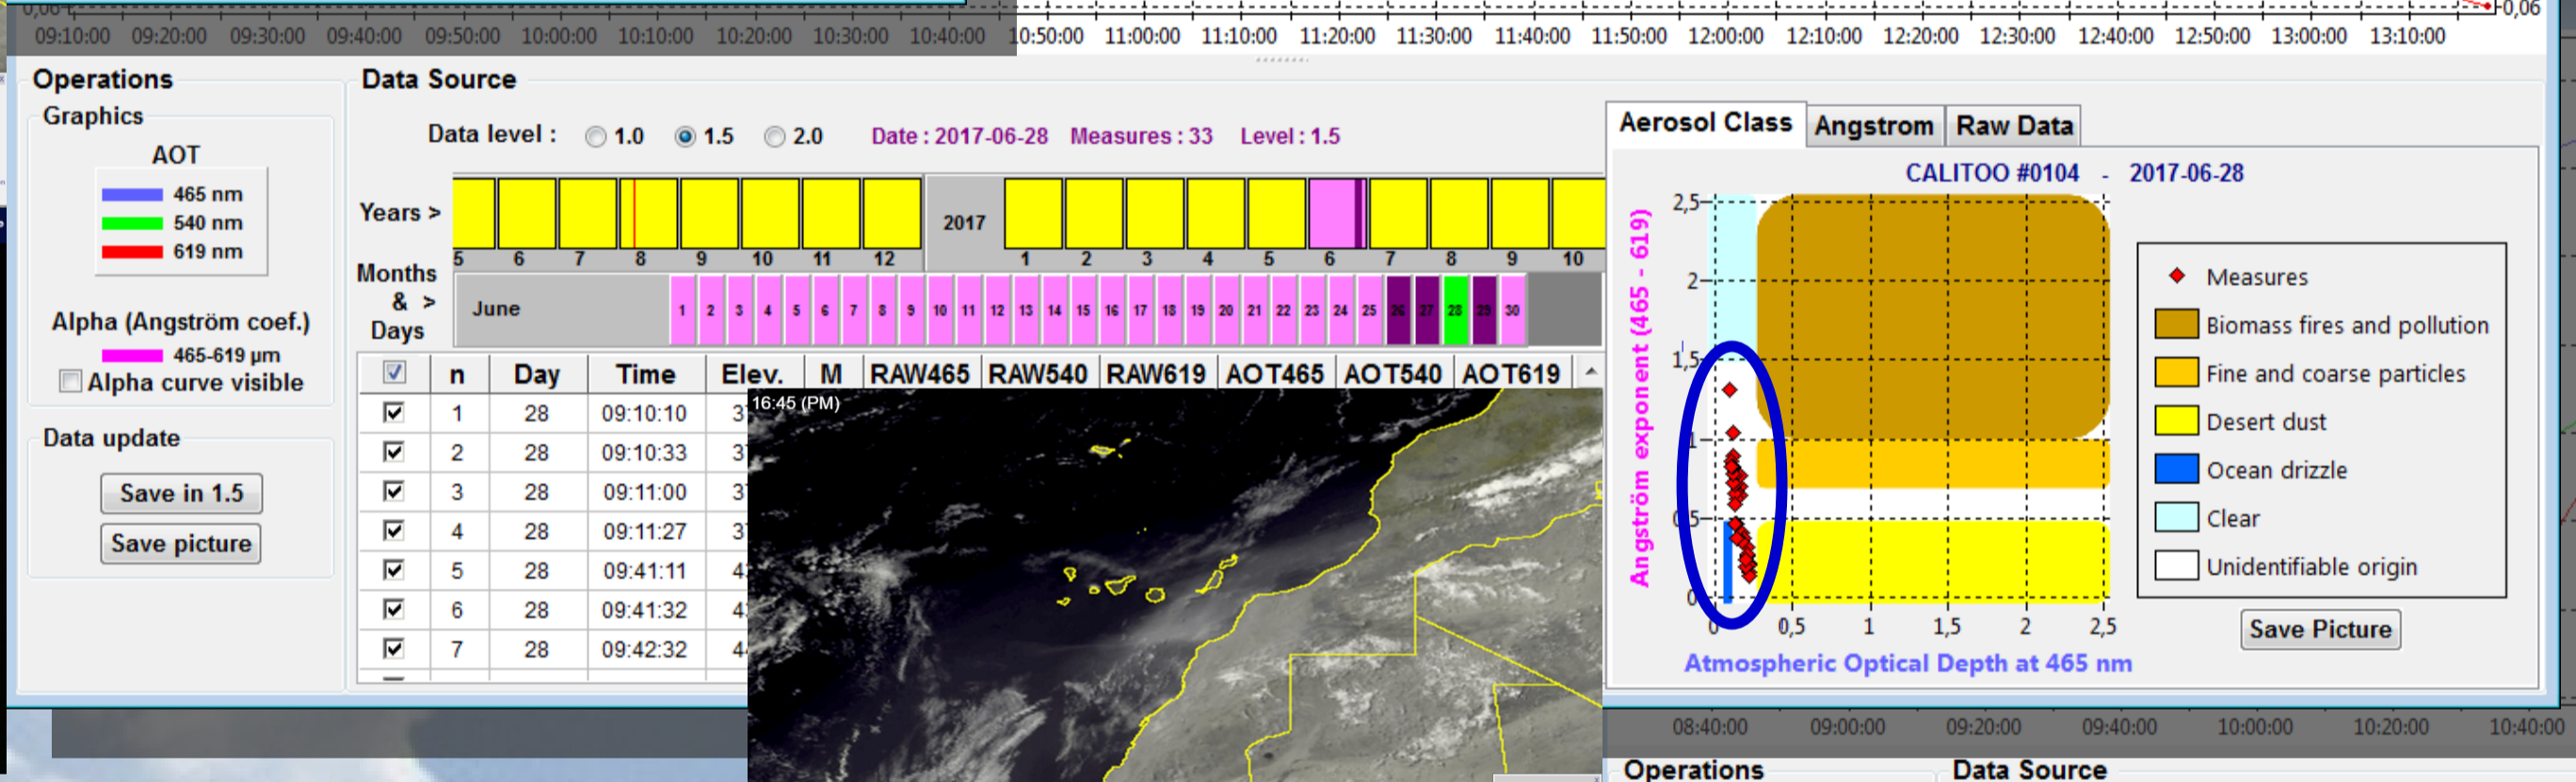 0,06
0,06
09:10:00 09:20:00 09:30:00 09:40:00 09:50:00 10:00:00 10:10:00 10:20:00 10:30:00 10:40:00 10:50:00 11:00:00 11:10:00 11:20:00 11:30:00 11:40:00 11:50:00 12:00:00 12:10:00 12:20:00 12:30:00 12:40:00 12:50:00 13:00:00 13:10:00
Operations
Graphics
AOT
465 nm
540 nm
619 nm
Alpha (Angström coef.)
465-619 µm
Alpha curve visible
Data update
Save in 1.5
Save picture
Data Source
Data level : 1.0 1.5 2.0 Date : 2017-06-28 Measures : 33 Level : 1.5
Years >
2017
5 6 7 8 9 10 11 12 1 2 3 4 5 6 7 8 9 10
Months
& >
Days
June 1 2 3 4 5 6 7 8 9 10 11 12 13 14 15 16 17 18 19 20 21 22 23 24 25 26 27 28 29 30
n Day Time Elev. M RAW465 RAW540 RAW619 AOT465 AOT540 AOT619
1 28 09:10:10
2 28 09:10:33
3 28 09:11:00
4 28 09:11:27
5 28 09:41:11
6 28 09:41:32
7 28 09:42:32
16:45 (PM)
Aerosol Class Angstrom Raw Data
CALITOO #0104 - 2017-06-28
Angström exponent (465 - 619)
2,5
2
1,5
1
0,5
0
0 0,5 1 1,5 2 2,5
Atmospheric Optical Depth at 465 nm
Measures
Biomass fires and pollution
Fine and coarse particles
Desert dust
Ocean drizzle
Clear
Unidentifiable origin
Save Picture
08:40:00 09:00:00 09:20:00 09:40:00 10:00:00 10:20:00 10:40:00
Operations Data Source